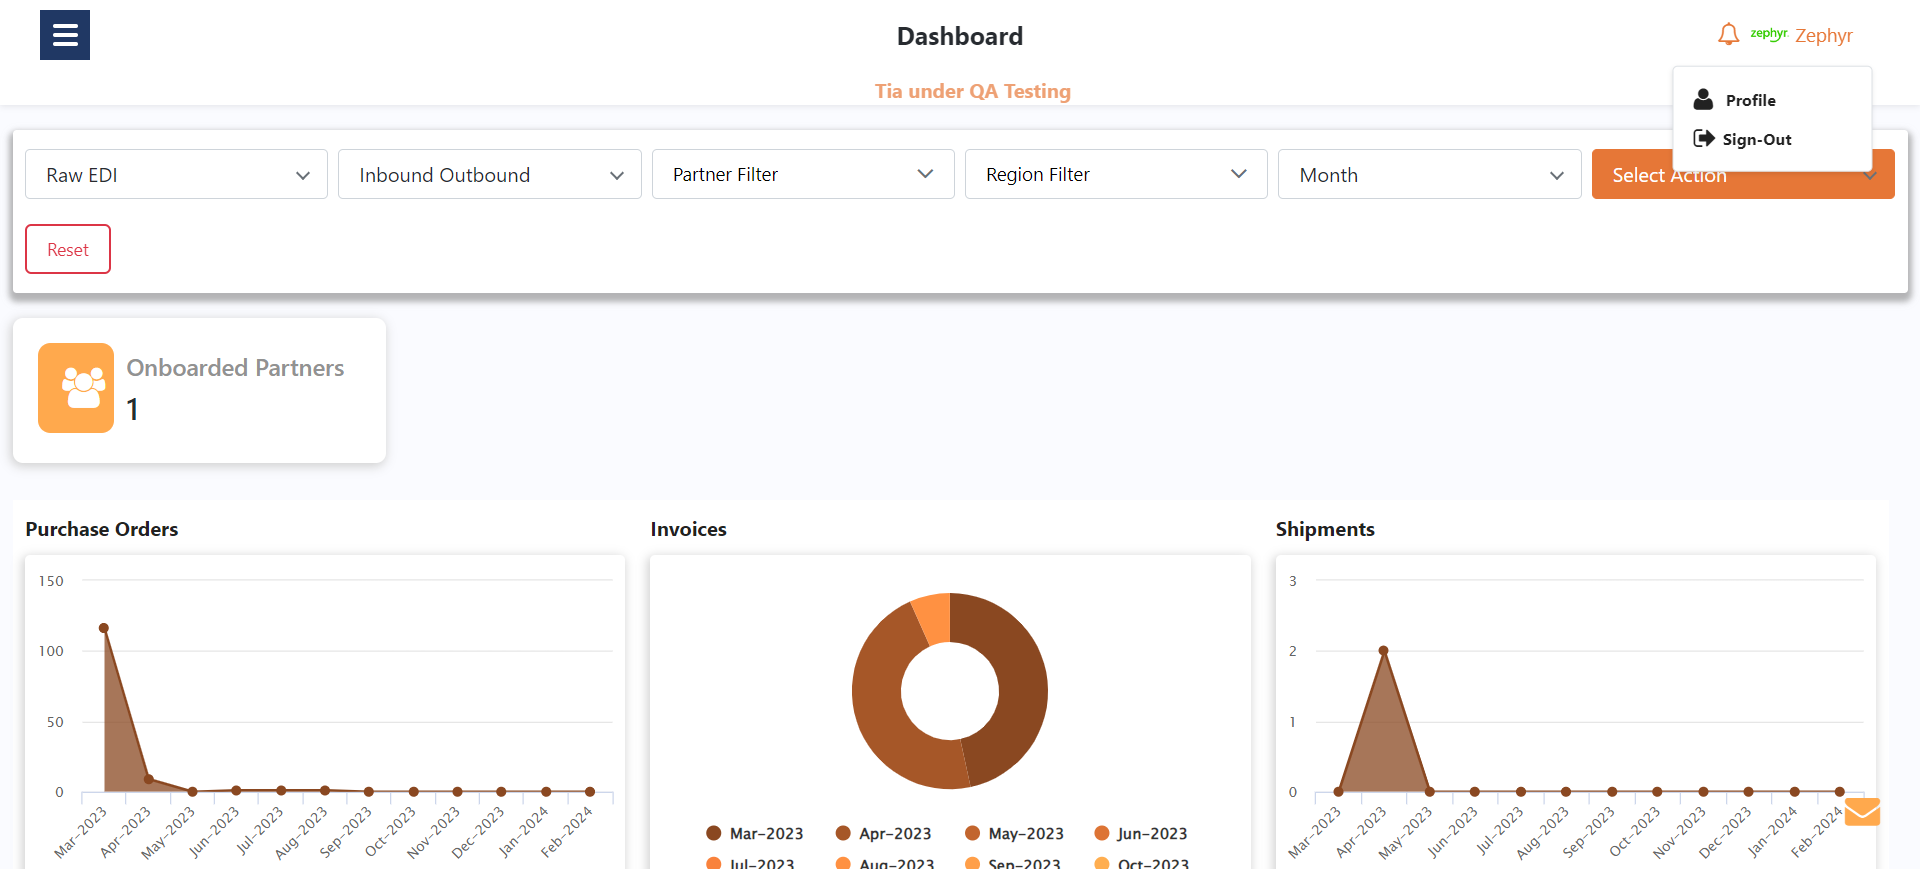 Dashboard
zephyr Zephyr
Tia under QA Testing
Profile
Sign-Out
Raw EDI
Inbound Outbound
Partner Filter
Region Filter
Month
Select Action
Reset
Onboarded Partners
1
Purchase Orders
150
100
50
0
Mar-2023
Apr-2023
May-2023
Jun-2023
Jul-2023
Aug-2023
Sep-2023
Oct-2023
Nov-2023
Dec-2023
Jan-2024
Feb-2024
Invoices
Mar-2023 Apr-2023 May-2023 Jun-2023
Jul-2023 Aug-2023 Sep-2023 Oct-2023
Shipments
3
2
1
0
Mar-2023
Apr-2023
May-2023
Jun-2023
Jul-2023
Aug-2023
Sep-2023
Oct-2023
Nov-2023
Dec-2023
Jan-2024
Feb-2024